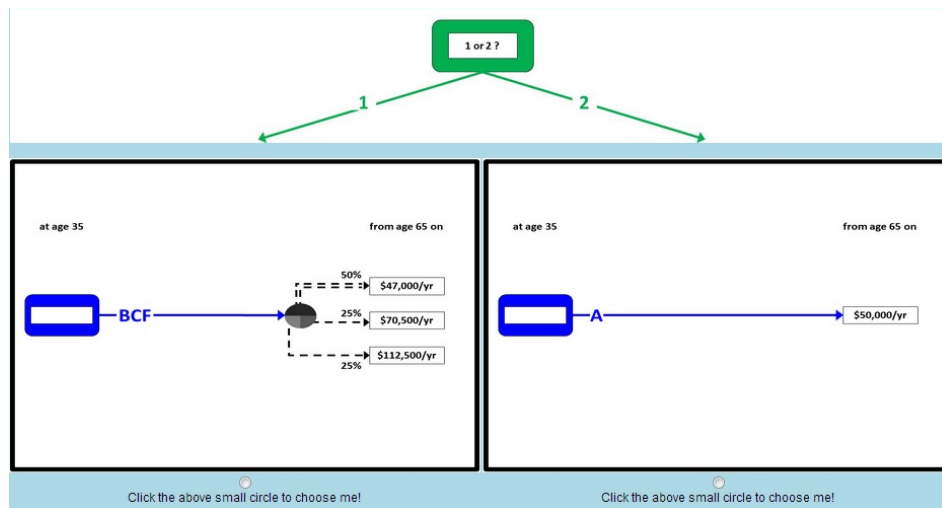 1 or 2 ?
1
2
at age 35
from age 65 on
BCF
50%
$47,000/yr
25%
$70,500/yr
$112,500/yr
25%
at age 35
from age 65 on
A
$50,000/yr
Click the above small circle to choose me!
Click the above small circle to choose me!